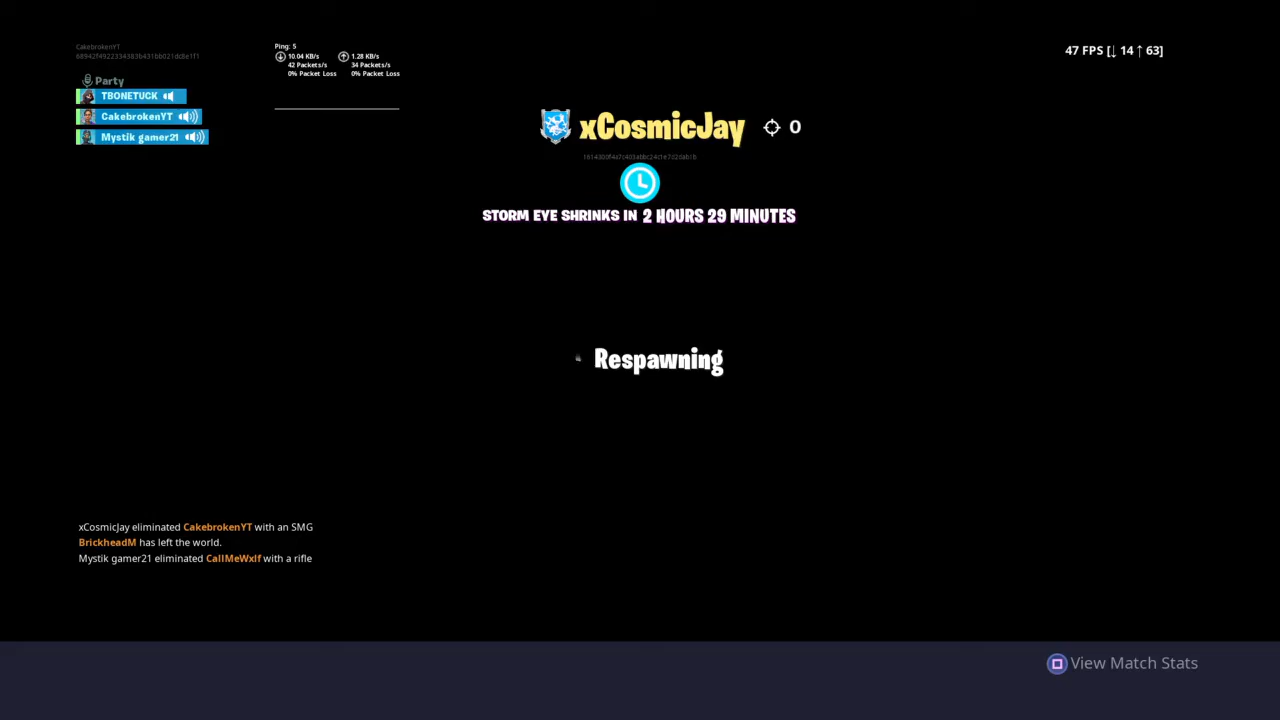 CakebrokenYT
Party
TBONETUCK
CakebrokenYT
Mystik gamer21
Ping: 5
10.04 KB/s 1.28 KB/s
42 Packets/s 34 Packets/s
0% Packet Loss 0% Packet Loss
47 FPS [↓ 14 ↑ 63]
xCosmicJay 0
STORM EYE SHRINKS IN 2 HOURS 29 MINUTES
Respawning
xCosmicJay eliminated CakebrokenYT with an SMG
BrickheadM has left the world.
Mystik gamer21 eliminated CallMeWxlf with a rifle
View Match Stats